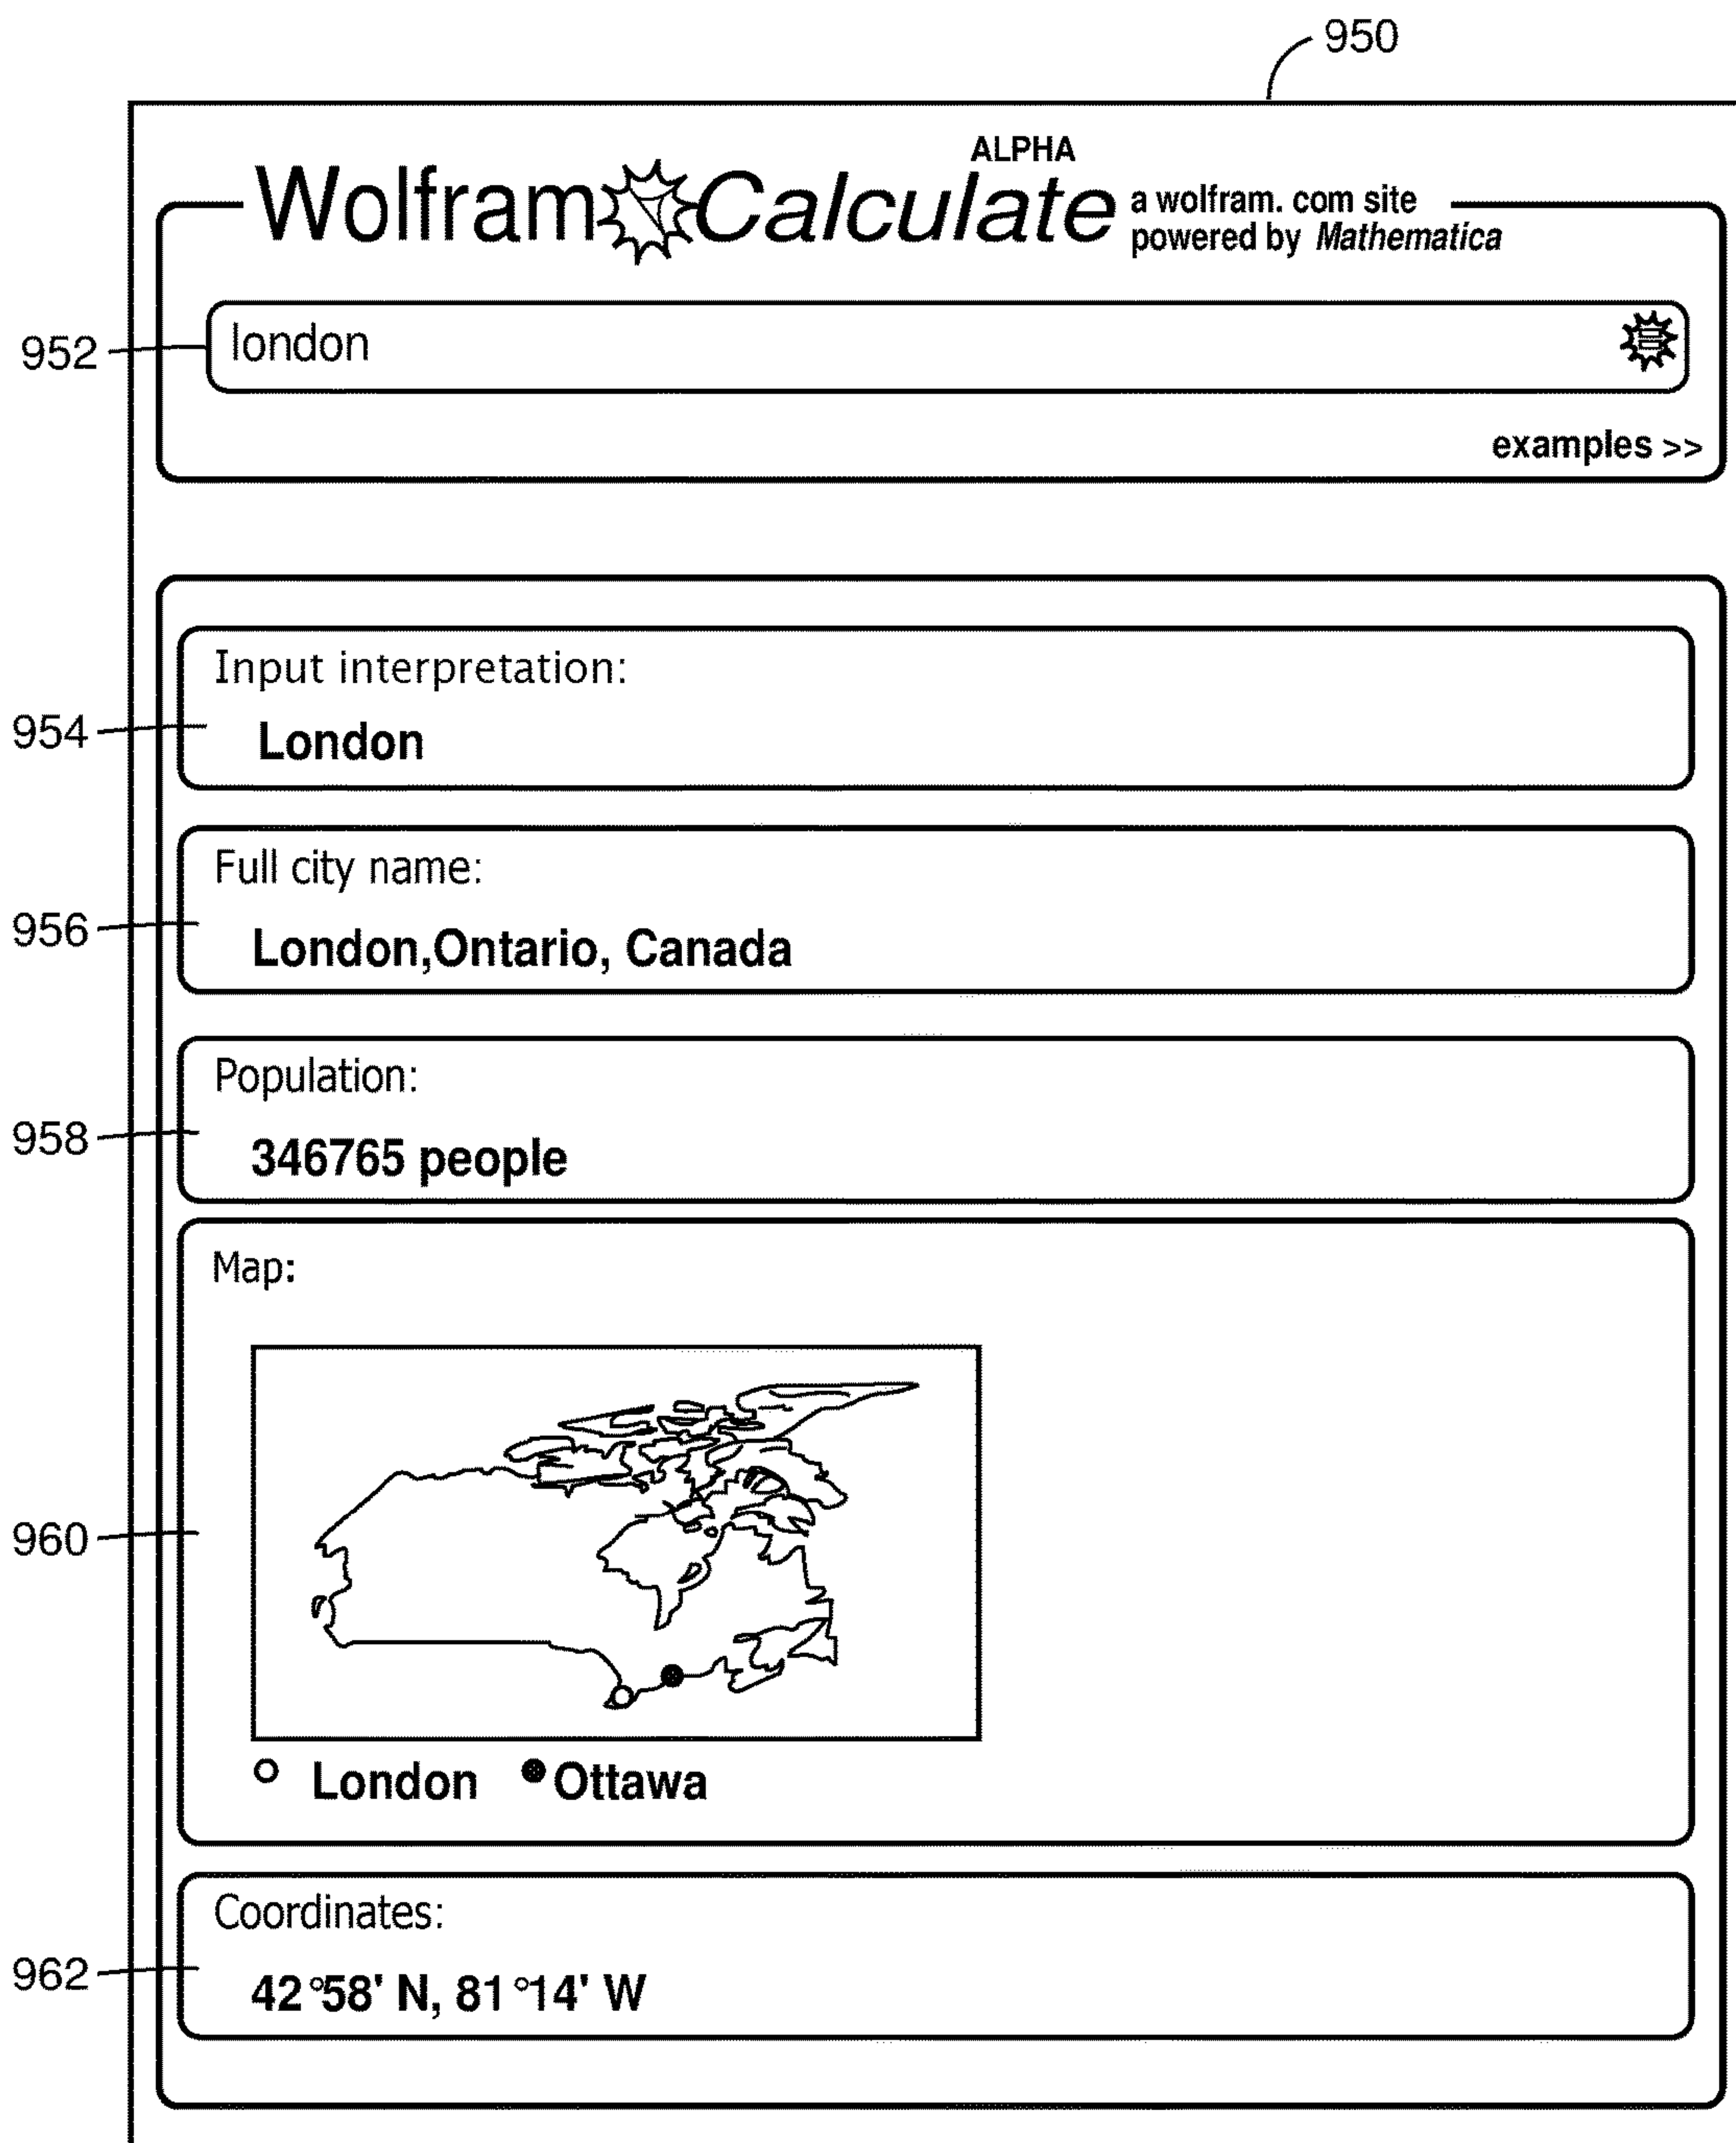 950
ALPHA
Wolfram Calculate a wolfram. com site
powered by Mathematica
952
london
examples >>
Input interpretation:
954
London
Full city name:
956
London,Ontario, Canada
Population:
958
346765 people
Map:
960
London Ottawa
Coordinates:
962
42°58' N, 81°14' W